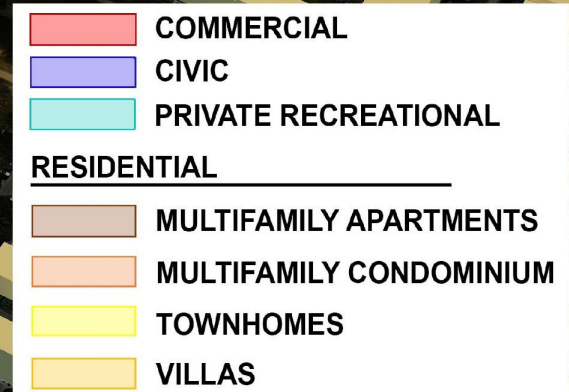 COMMERCIAL
CIVIC
PRIVATE RECREATIONAL
RESIDENTIAL
MULTIFAMILY APARTMENTS
MULTIFAMILY CONDOMINIUM
TOWNHOMES
VILLAS